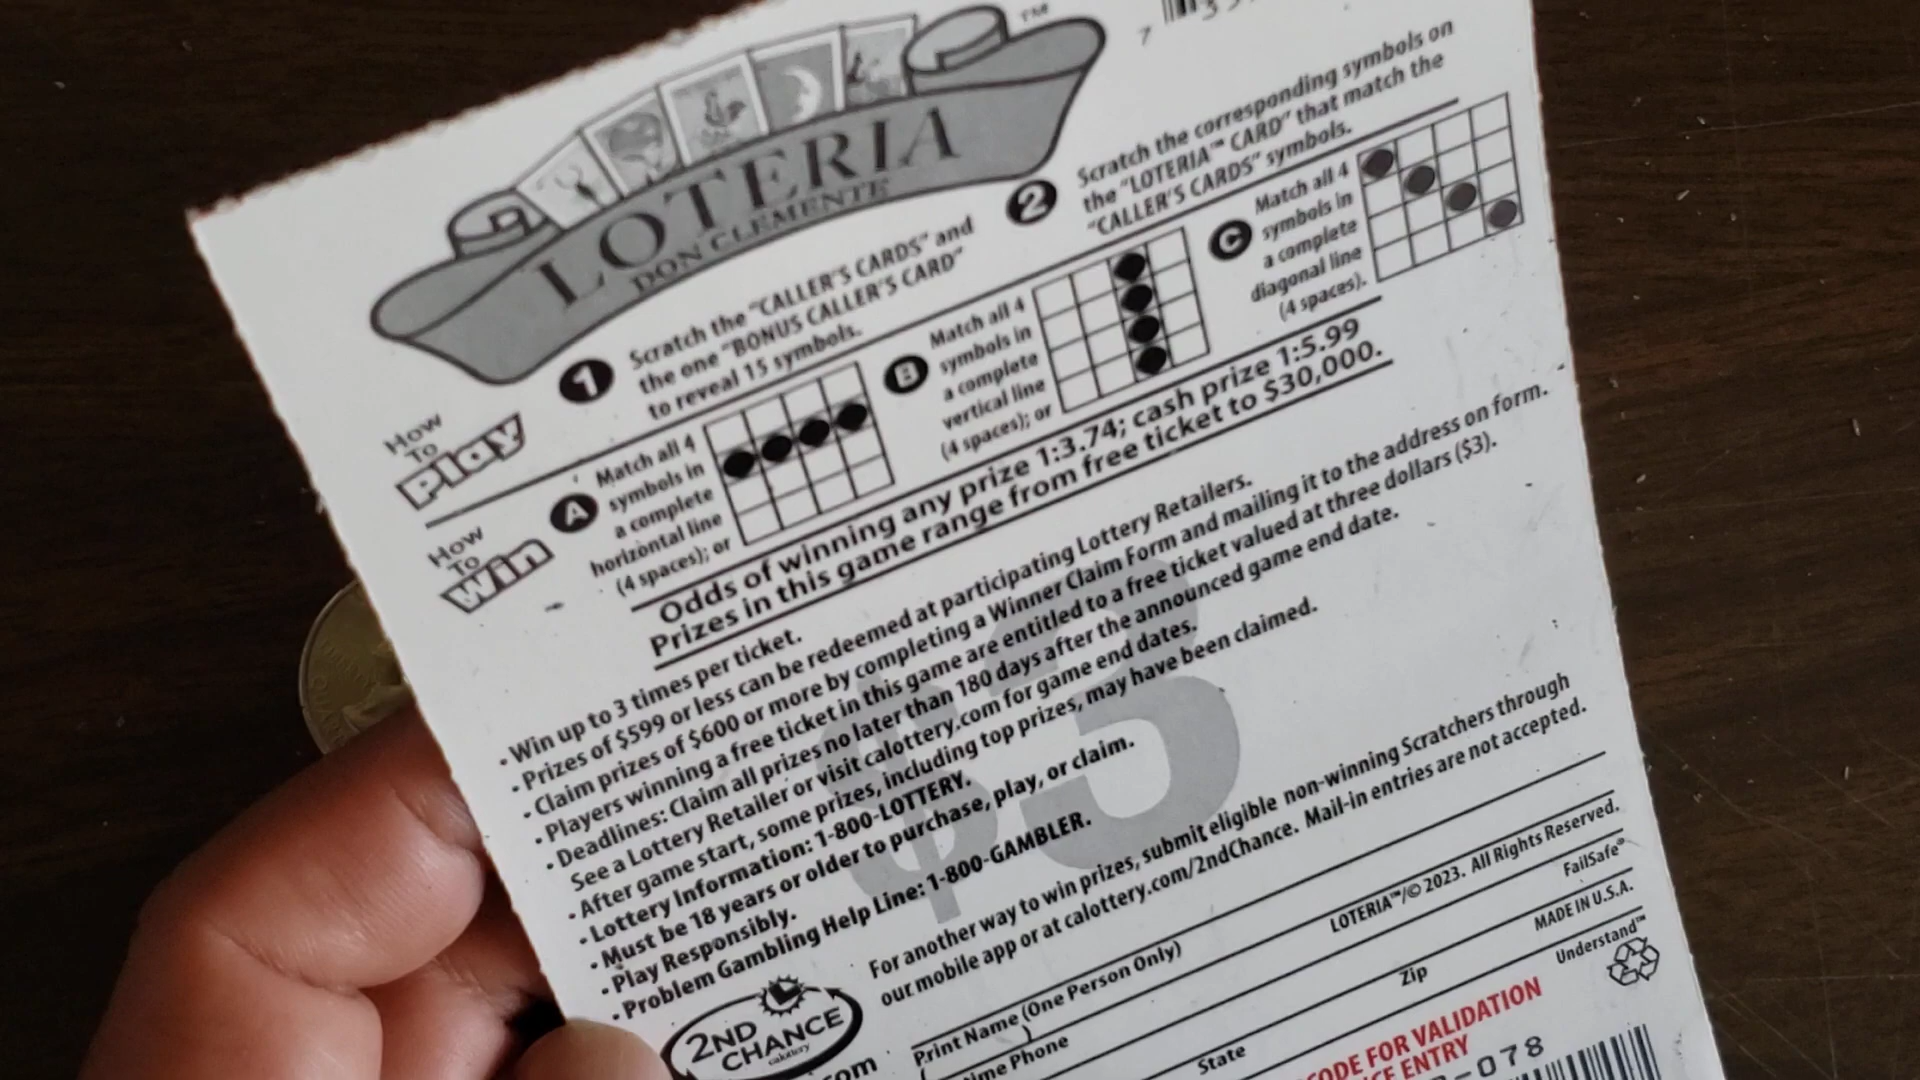 LOTERIA™
DON CLEMENTE
7
How
To
Play
1
Scratch the "CALLER'S CARDS" and
the one "BONUS CALLER'S CARD"
to reveal 15 symbols.
2
Scratch the corresponding symbols on
the "LOTERIA™ CARD" that match the
"CALLER'S CARDS" symbols.
How
To
Win
A
Match all 4
symbols in
a complete
horizontal line
(4 spaces); or
B
Match all 4
symbols in
a complete
vertical line
(4 spaces); or
C
Match all 4
symbols in
a complete
diagonal line
(4 spaces).
Odds of winning any prize 1:3.74; cash prize 1:5.99
Prizes in this game range from free ticket to $30,000.
$3
• Win up to 3 times per ticket.
• Prizes of $599 or less can be redeemed at participating Lottery Retailers.
• Claim prizes of $600 or more by completing a Winner Claim Form and mailing it to the address on form.
• Players winning a free ticket in this game are entitled to a free ticket valued at three dollars ($3).
• Deadlines: Claim all prizes no later than 180 days after the announced game end date.
See a Lottery Retailer or visit calottery.com for game end dates.
• After game start, some prizes, including top prizes, may have been claimed.
• Lottery Information: 1-800-LOTTERY.
• Must be 18 years or older to purchase, play, or claim.
• Play Responsibly.
• Problem Gambling Help Line: 1-800-GAMBLER.
2ND
CHANCE
calottery
For another way to win prizes, submit eligible non-winning Scratchers through
our mobile app or at calottery.com/2ndChance. Mail-in entries are not accepted.
Print Name (One Person Only)
LOTERIA™/© 2023. All Rights Reserved.
FailSafe®
MADE IN U.S.A.
Understand™
Phone
State
Zip
CODE FOR VALIDATION
ENTRY
-078